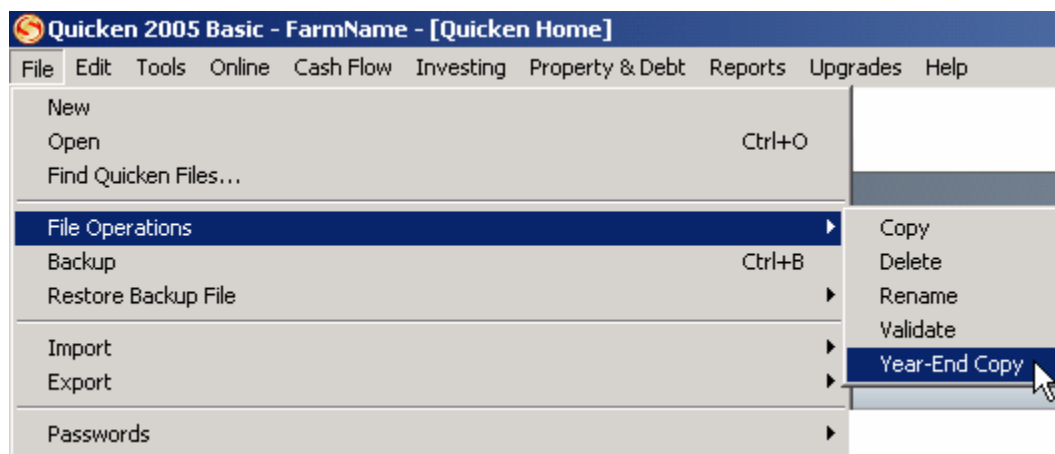 Quicken 2005 Basic - FarmName - [Quicken Home]
File Edit Tools Online Cash Flow Investing Property & Debt Reports Upgrades Help
New
Open Ctrl+O
Find Quicken Files...
File Operations
Backup Ctrl+B
Restore Backup File
Import
Export
Passwords
Copy
Delete
Rename
Validate
Year-End Copy